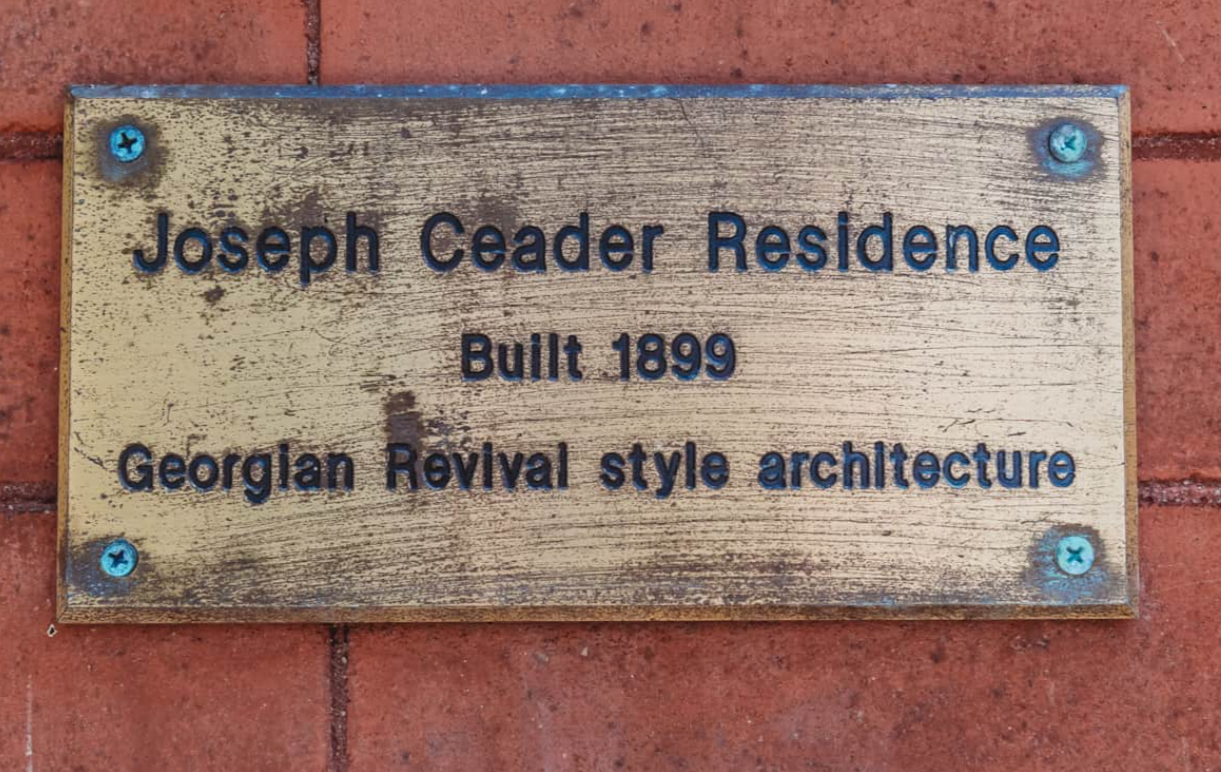 Joseph Ceader Residence
Built 1899
Georgian Revival style architecture